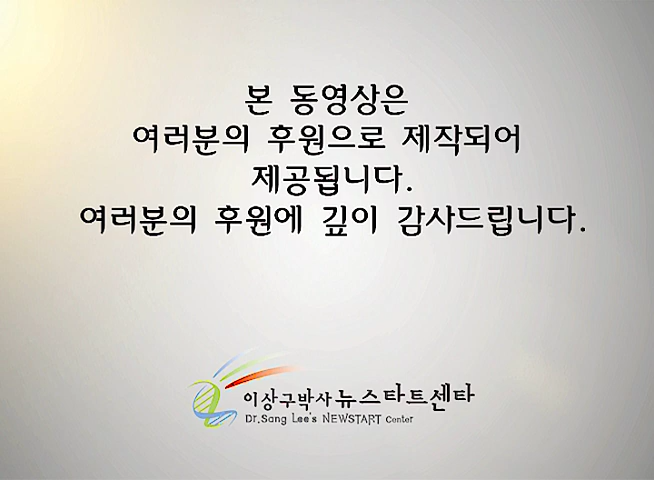 본 동영상은
여러분의 후원으로 제작되어
제공됩니다.
여러분의 후원에 깊이 감사드립니다.
이상구박사 뉴스타트센타
Dr.Sang Lee's NEWSTART Center